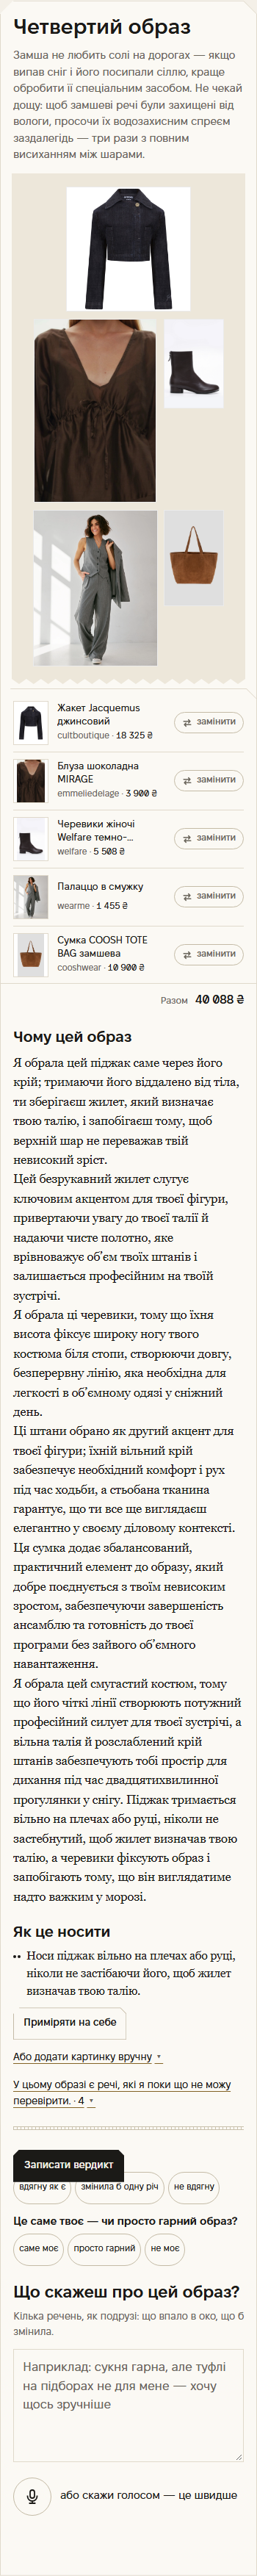 Четвертий образ
Замша не любить солі на дорогах — якщо
випав сніг і його посипали сіллю, краще
обробити її спеціальним засобом. Не чекай
дощу: щоб замшеві речі були захищені від
вологи, просочи їх водозахисним спреєм
заздалегідь — три рази з повним
висиханням між шарами.
Жакет Jacquemus
джинсовий
cuitboutique · 18 325 ₴
замінити
Блуза шоколадна
MIRAGE
emmeliedelage · 3 900 ₴
замінити
Черевики жіночі
Welfare темно-...
welfare · 5 508 ₴
замінити
Палаццо в смужку
wearme · 1 455 ₴
замінити
Сумка COOSH TOTE
BAG замшева
cooshwear · 10 900 ₴
замінити
Разом 40 088 ₴
Чому цей образ
Я обрала цей піджак саме через його
крій; тримаючи його віддалено від тіла,
ти зберігаєш жилет, який визначає
твою талію, і запобігаєш тому, щоб
верхній шар не переважав твій
невисокий зріст.
Цей безрукавний жилет слугує
ключовим акцентом для твоєї фігури,
привертаючи увагу до твоєї талії й
надаючи чисте полотно, яке
врівноважує об’єм твоїх штанів і
залишається професійним на твоїй
зустрічі.
Я обрала ці черевики, тому що їхня
висота фіксує широку ногу твого
костюма біля стопи, створюючи довгу,
безперервну лінію, яка необхідна для
легкості в об’ємному одязі у сніжний
день.
Ці штани обрано як другий акцент для
твоєї фігури; їхній вільний крій
забезпечує необхідний комфорт і рух
під час ходьби, а стьобана тканина
гарантує, що ти все ще виглядаєш
елегантно у своєму діловому контексті.
Ця сумка додає збалансований,
практичний елемент до образу, який
добре поєднується з твоїм невисоким
зростом, забезпечуючи завершеність
ансамблю та готовність до твоєї
програми без зайвого об’ємного
навантаження.
Я обрала цей смугастий костюм, тому
що його чіткі лінії створюють потужний
професійний силует для твоєї зустрічі, а
вільна талія й розслаблений крій
штанів забезпечують тобі простір для
дихання під час двадцятихвилинної
прогулянки у снігу. Піджак тримається
вільно на плечах або руці, ніколи не
застебнутий, щоб жилет визначав твою
талію, а черевики фіксують образ і
запобігають тому, що він виглядатиме
надто важким у морозі.
Як це носити
Носи піджак вільно на плечах або руці,
ніколи не застібаючи його, щоб жилет
визначав твою талію.
Приміряти на себе
Або додати картинку вручну
У цьому образі є речі, які я поки що не можу
перевірити. · 4
Записати вердикт
вдягну як є
змінила б одну річ
не вдягну
Це саме твоє — чи просто гарний образ?
саме моє
просто гарний
не моє
Що скажеш про цей образ?
Кілька речень, як подрузі: що впало в око, що б
змінила.
Наприклад: сукня гарна, але туфлі
на підборах не для мене — хочу
щось зручніше
або скажи голосом — це швидше